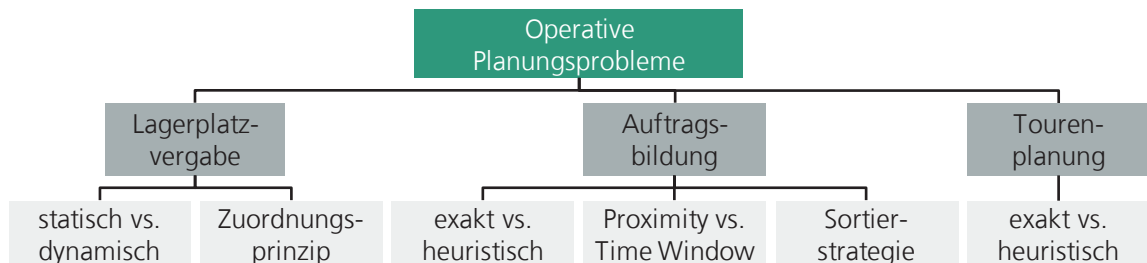 Operative
Planungsprobleme
Lagerplatz-
vergabe
Auftrags-
bildung
Touren-
planung
statisch vs.
dynamisch
Zuordnungs-
prinzip
exakt vs.
heuristisch
Proximity vs.
Time Window
Sortier-
strategie
exakt vs.
heuristisch